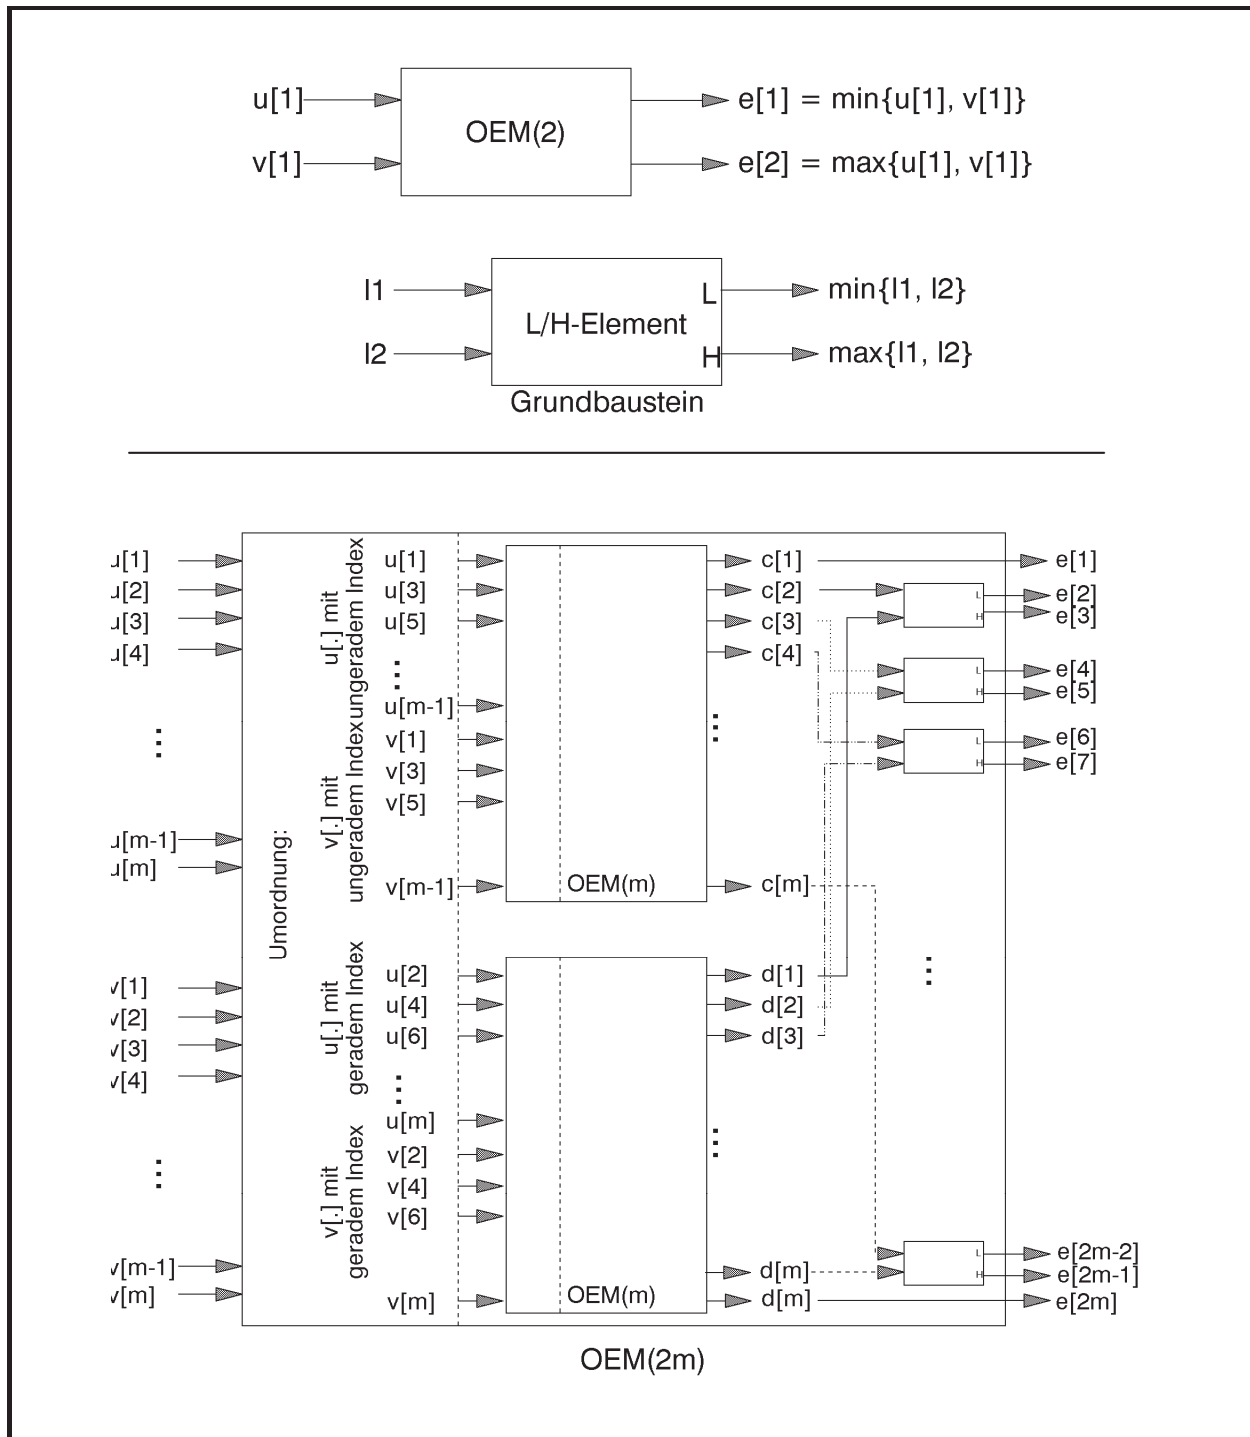 u[1]
e[1] = min{u[1], v[1]}
OEM(2)
v[1]
e[2] = max{u[1], v[1]}
I1
L
min{I1, I2}
L/H-Element
I2
H
max{I1, I2}
Grundbaustein
u[1]
u[2]
u[3]
u[4]
...
u[m-1]
u[m]
v[1]
v[2]
v[3]
v[4]
...
v[m-1]
v[m]
Umordnung:
u[.] mit
ungeradem Index
v[.] mit
ungeradem Index
u[.] mit
geradem Index
v[.] mit
geradem Index
u[1]
u[3]
u[5]
...
u[m-1]
v[1]
v[3]
v[5]
v[m-1]
OEM(m)
u[2]
u[4]
u[6]
...
u[m]
v[2]
v[4]
v[6]
v[m]
OEM(m)
c[1]
c[2]
c[3]
c[4]
...
c[m]
d[1]
d[2]
d[3]
...
d[m]
d[m]
L
H
L
H
L
H
...
L
H
e[1]
e[2]
e[3]
e[4]
e[5]
e[6]
e[7]
e[2m-2]
e[2m-1]
e[2m]
OEM(2m)